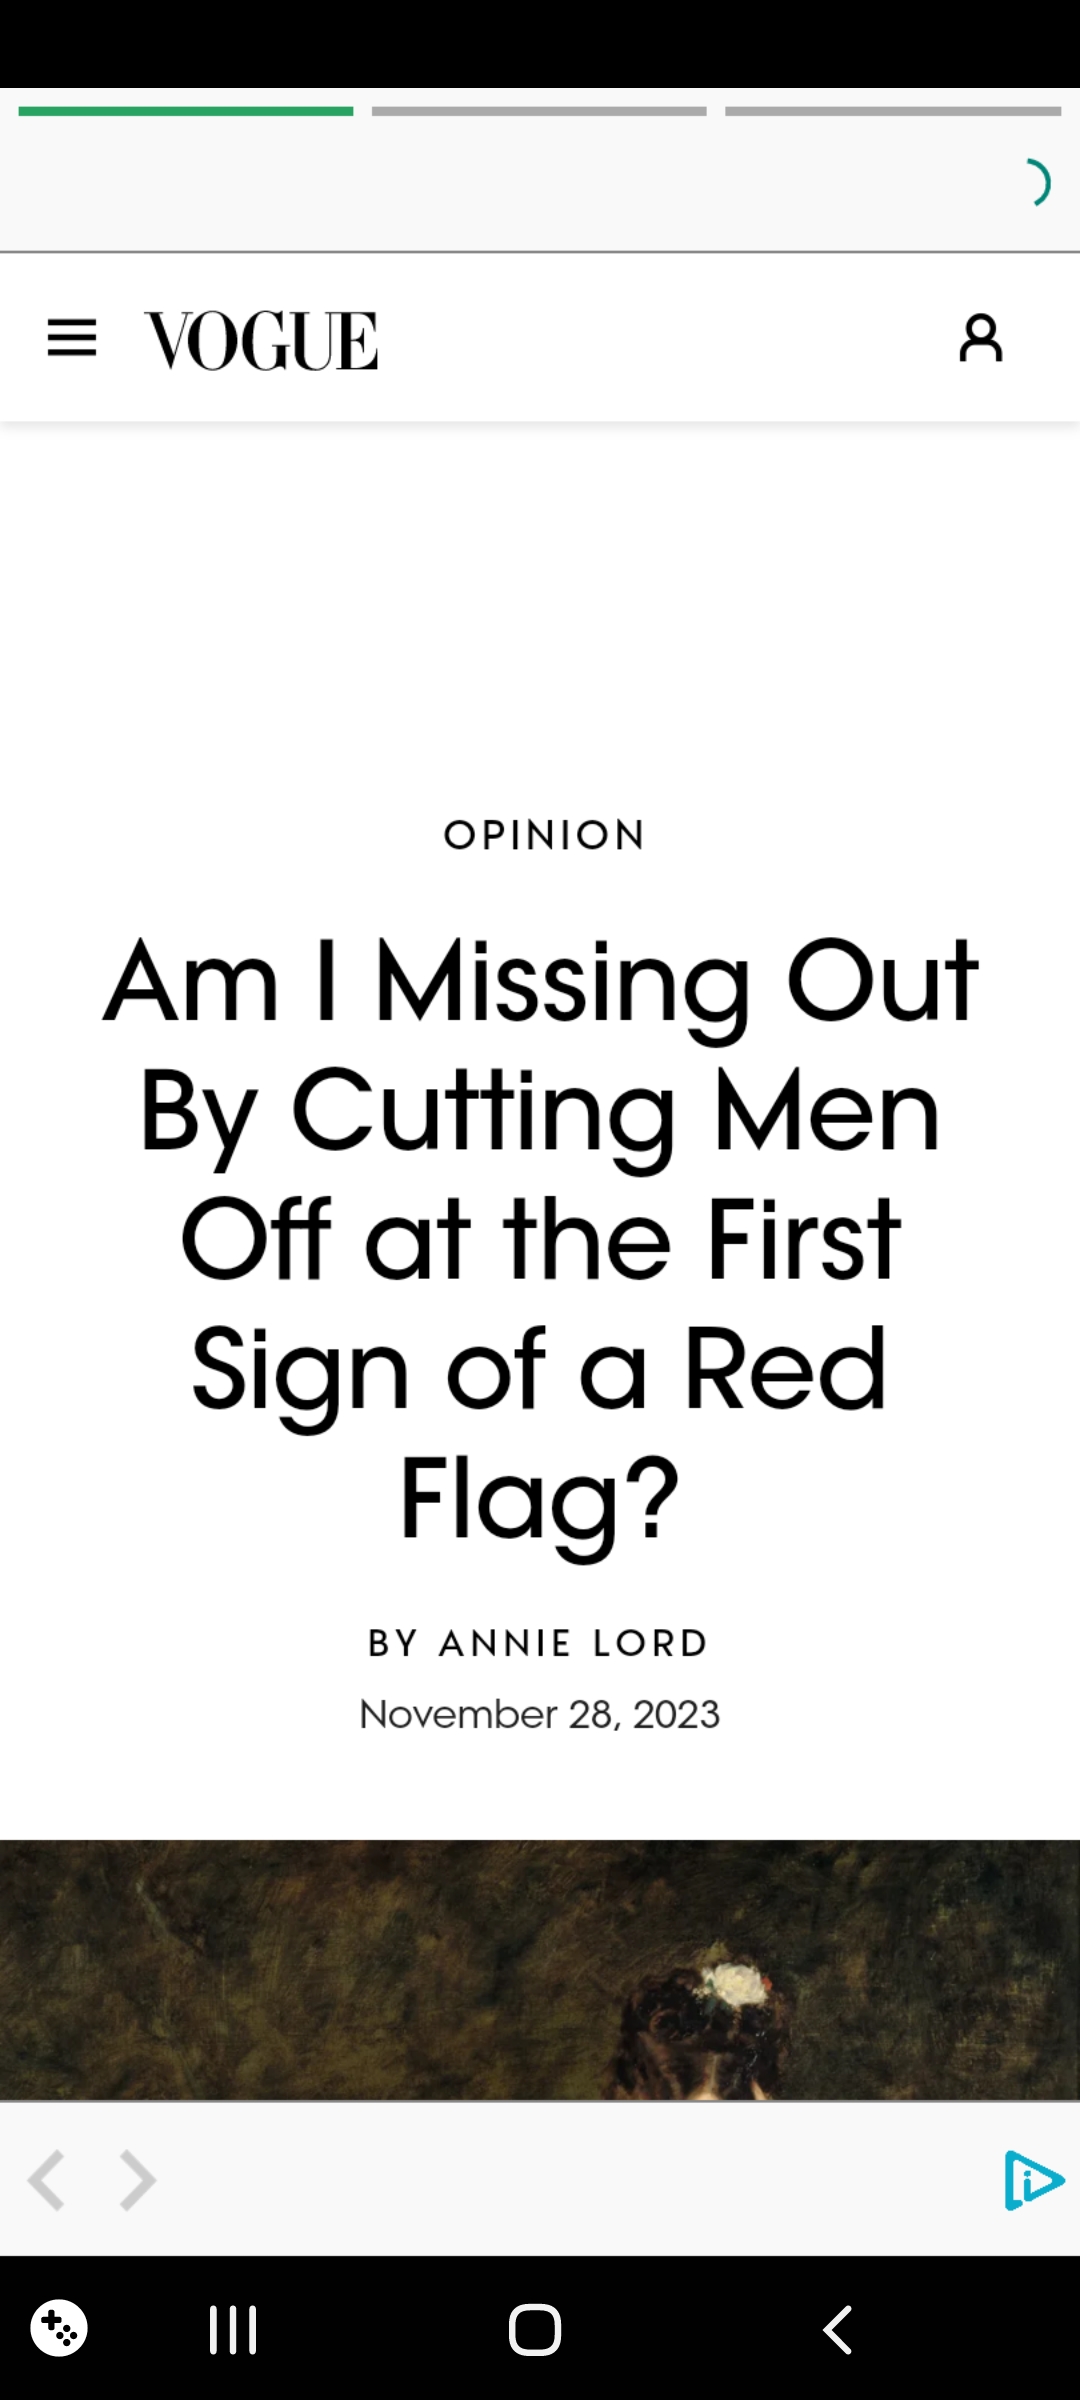 VOGUE
OPINION
Am I Missing Out
By Cutting Men
Off at the First
Sign of a Red
Flag?
BY ANNIE LORD
November 28, 2023